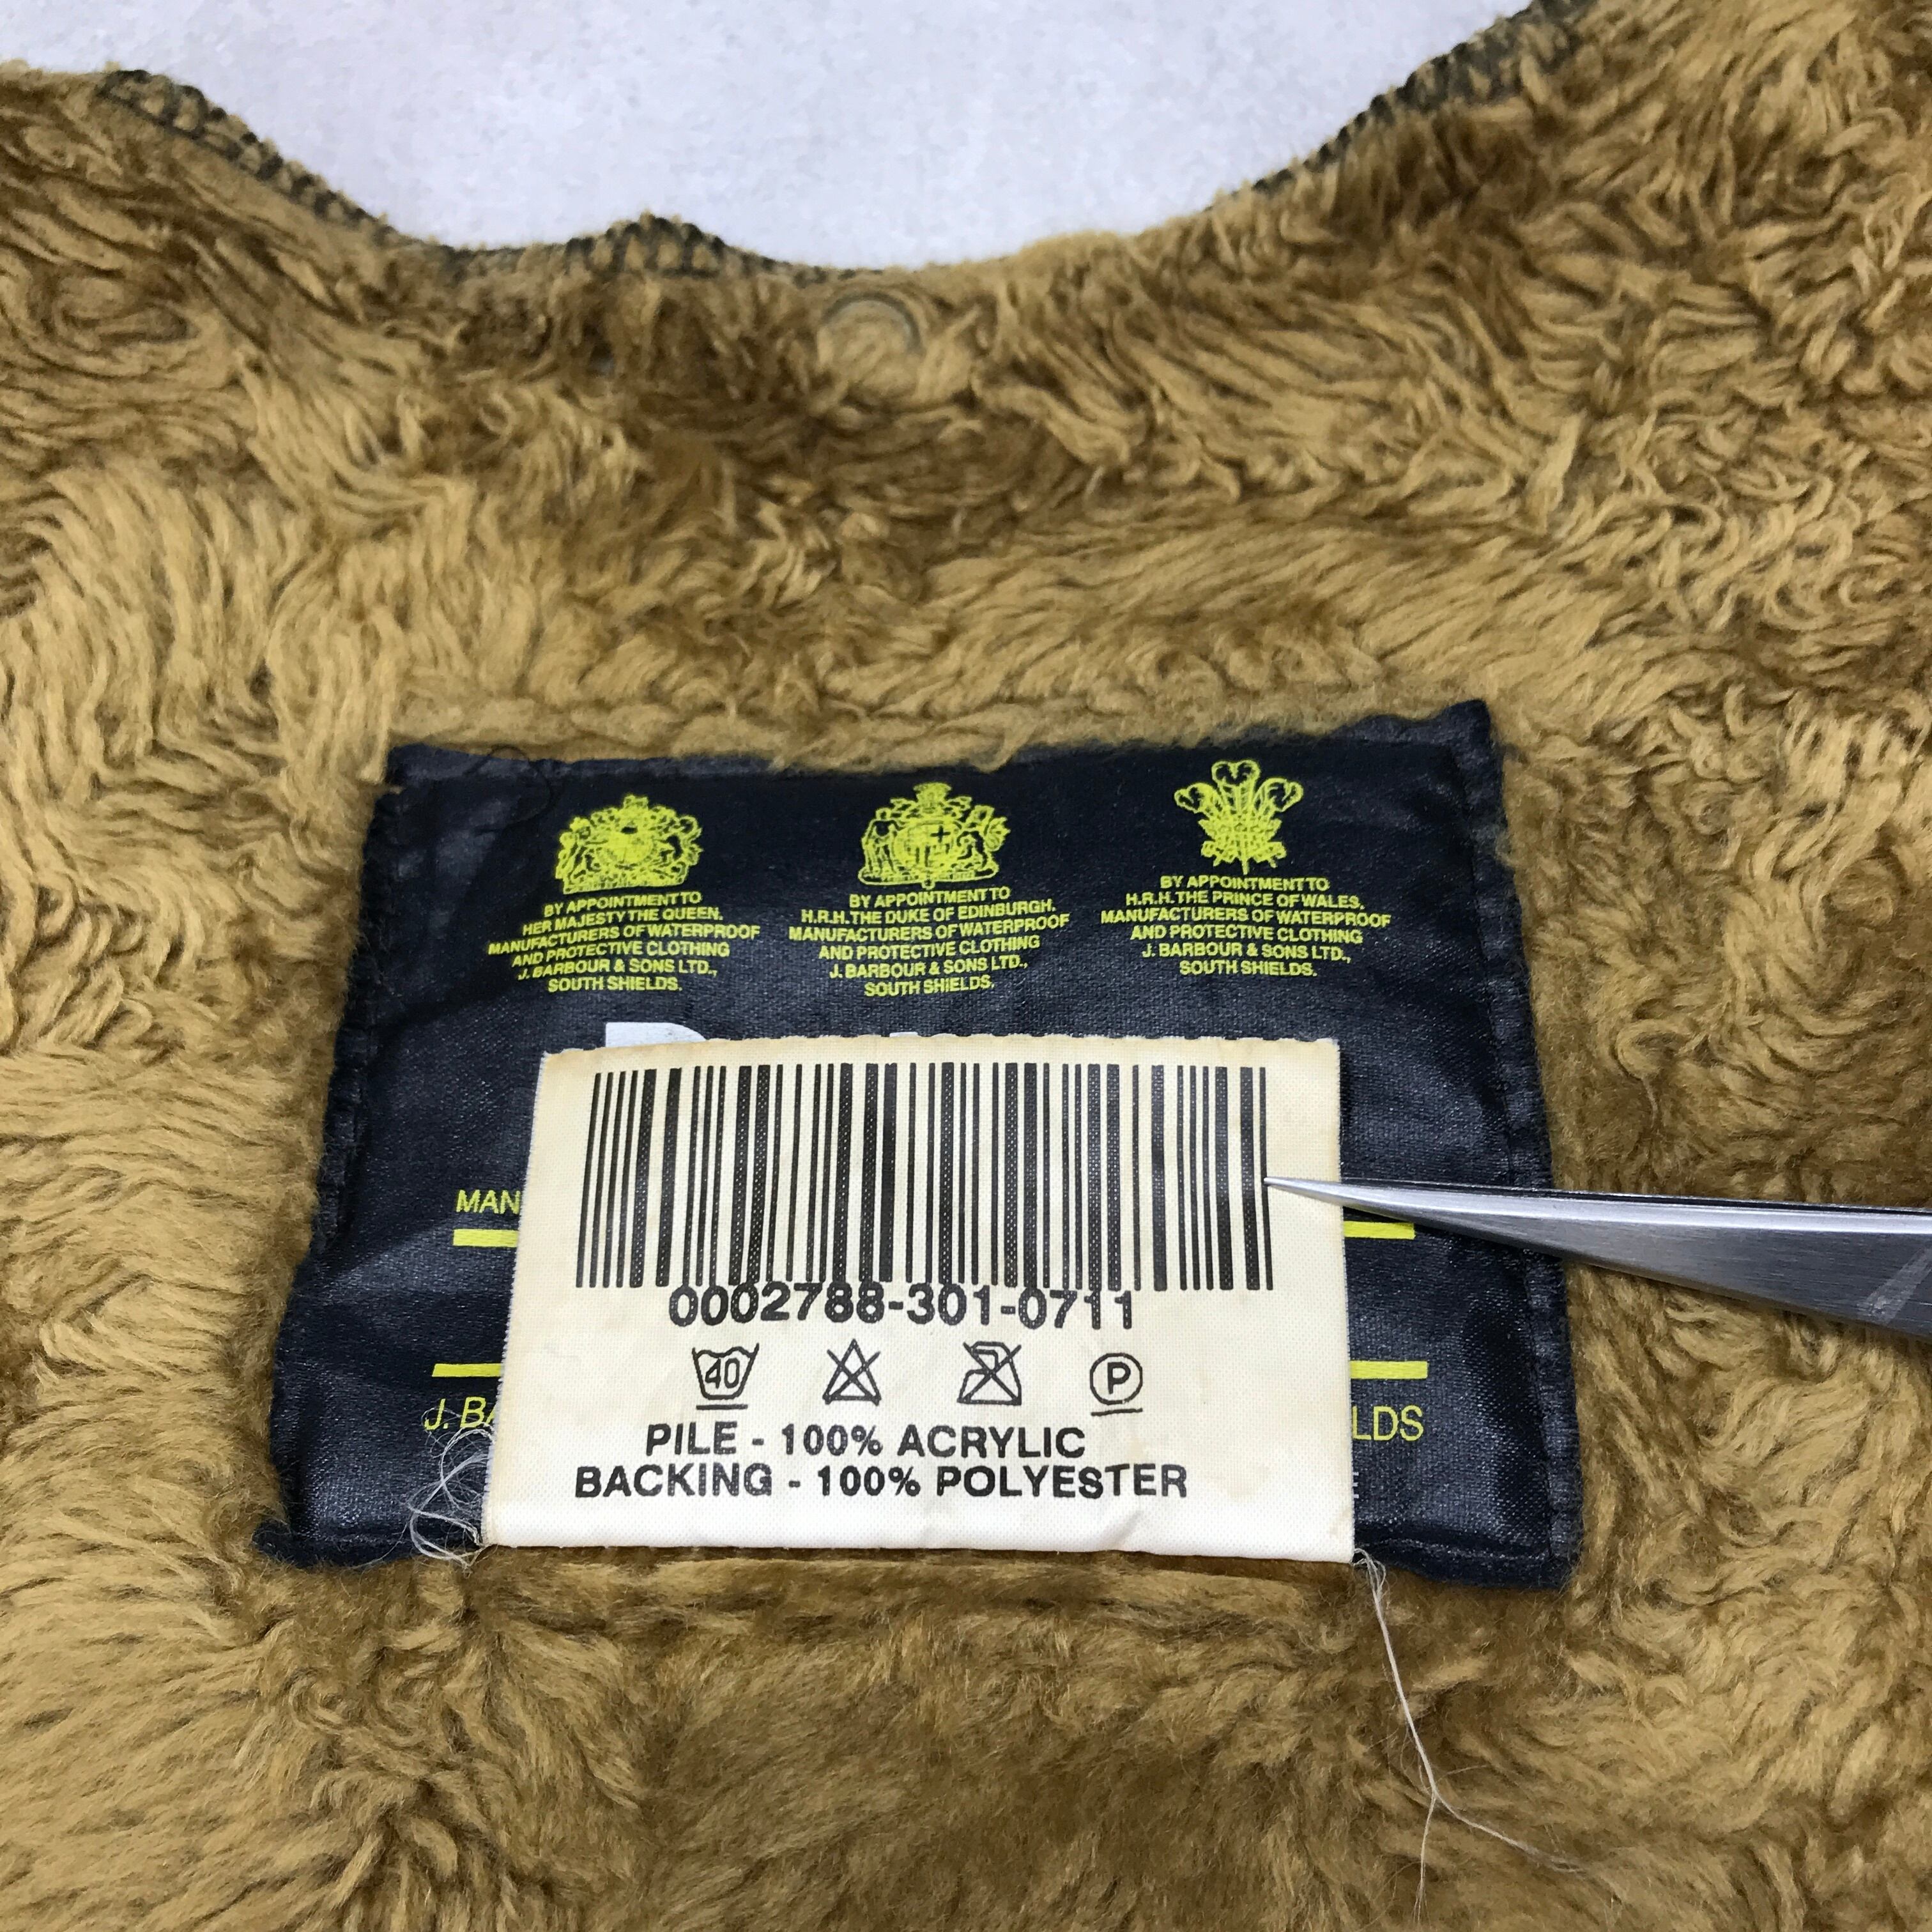 BY APPOINTMENT TO
HER MAJESTY THE QUEEN,
MANUFACTURERS OF WATERPROOF
AND PROTECTIVE CLOTHING
J. BARBOUR & SONS LTD.,
SOUTH SHIELDS.
BY APPOINTMENT TO
H.R.H. THE DUKE OF EDINBURGH,
MANUFACTURERS OF WATERPROOF
AND PROTECTIVE CLOTHING
J. BARBOUR & SONS LTD.,
SOUTH SHIELDS.
BY APPOINTMENT TO
H.R.H. THE PRINCE OF WALES,
MANUFACTURERS OF WATERPROOF
AND PROTECTIVE CLOTHING
J. BARBOUR & SONS LTD.,
SOUTH SHIELDS.
MAN
0002788-301-0711
40 P
J. BA LDS
PILE - 100% ACRYLIC
BACKING - 100% POLYESTER